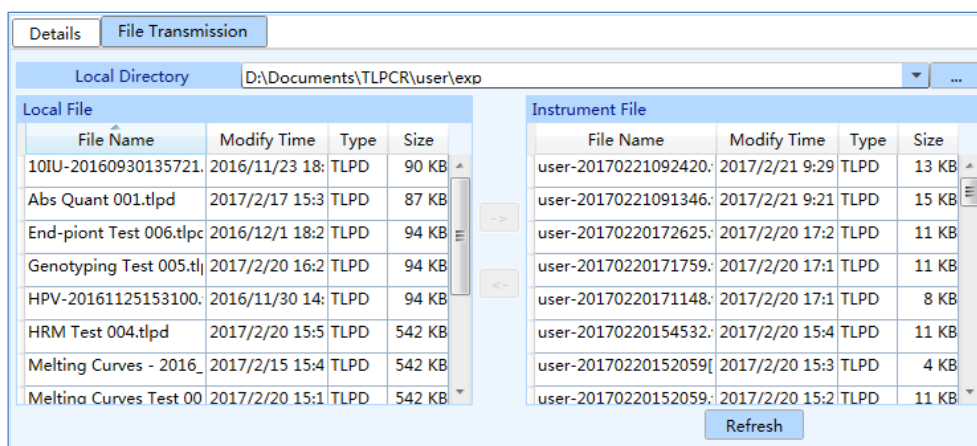 Details File Transmission
Local Directory D:\Documents\TLPCR\user\exp ...
Local File Instrument File
File Name Modify Time Type Size File Name Modify Time Type Size
10IU-20160930135721. 2016/11/23 18: TLPD 90 KB user-20170221092420. 2017/2/21 9:29 TLPD 13 KB
Abs Quant 001.tlpd 2017/2/17 15:3 TLPD 87 KB user-20170221091346. 2017/2/21 9:21 TLPD 15 KB
->
End-piont Test 006.tlpd 2016/12/1 18:2 TLPD 94 KB user-20170220172625. 2017/2/20 17:2 TLPD 11 KB
Genotyping Test 005.tl 2017/2/20 16:2 TLPD 94 KB user-20170220171759. 2017/2/20 17:1 TLPD 11 KB
<-
HPV-20161125153100. 2016/11/30 14: TLPD 94 KB user-20170220171148. 2017/2/20 17:1 TLPD 8 KB
HRM Test 004.tlpd 2017/2/20 15:5 TLPD 542 KB user-20170220154532. 2017/2/20 15:4 TLPD 11 KB
Melting Curves - 2016_ 2017/2/15 15:4 TLPD 542 KB user-20170220152059[ 2017/2/20 15:3 TLPD 4 KB
Melting Curves Test 00 2017/2/20 15:1 TLPD 542 KB user-20170220152059. 2017/2/20 15:2 TLPD 11 KB
Refresh